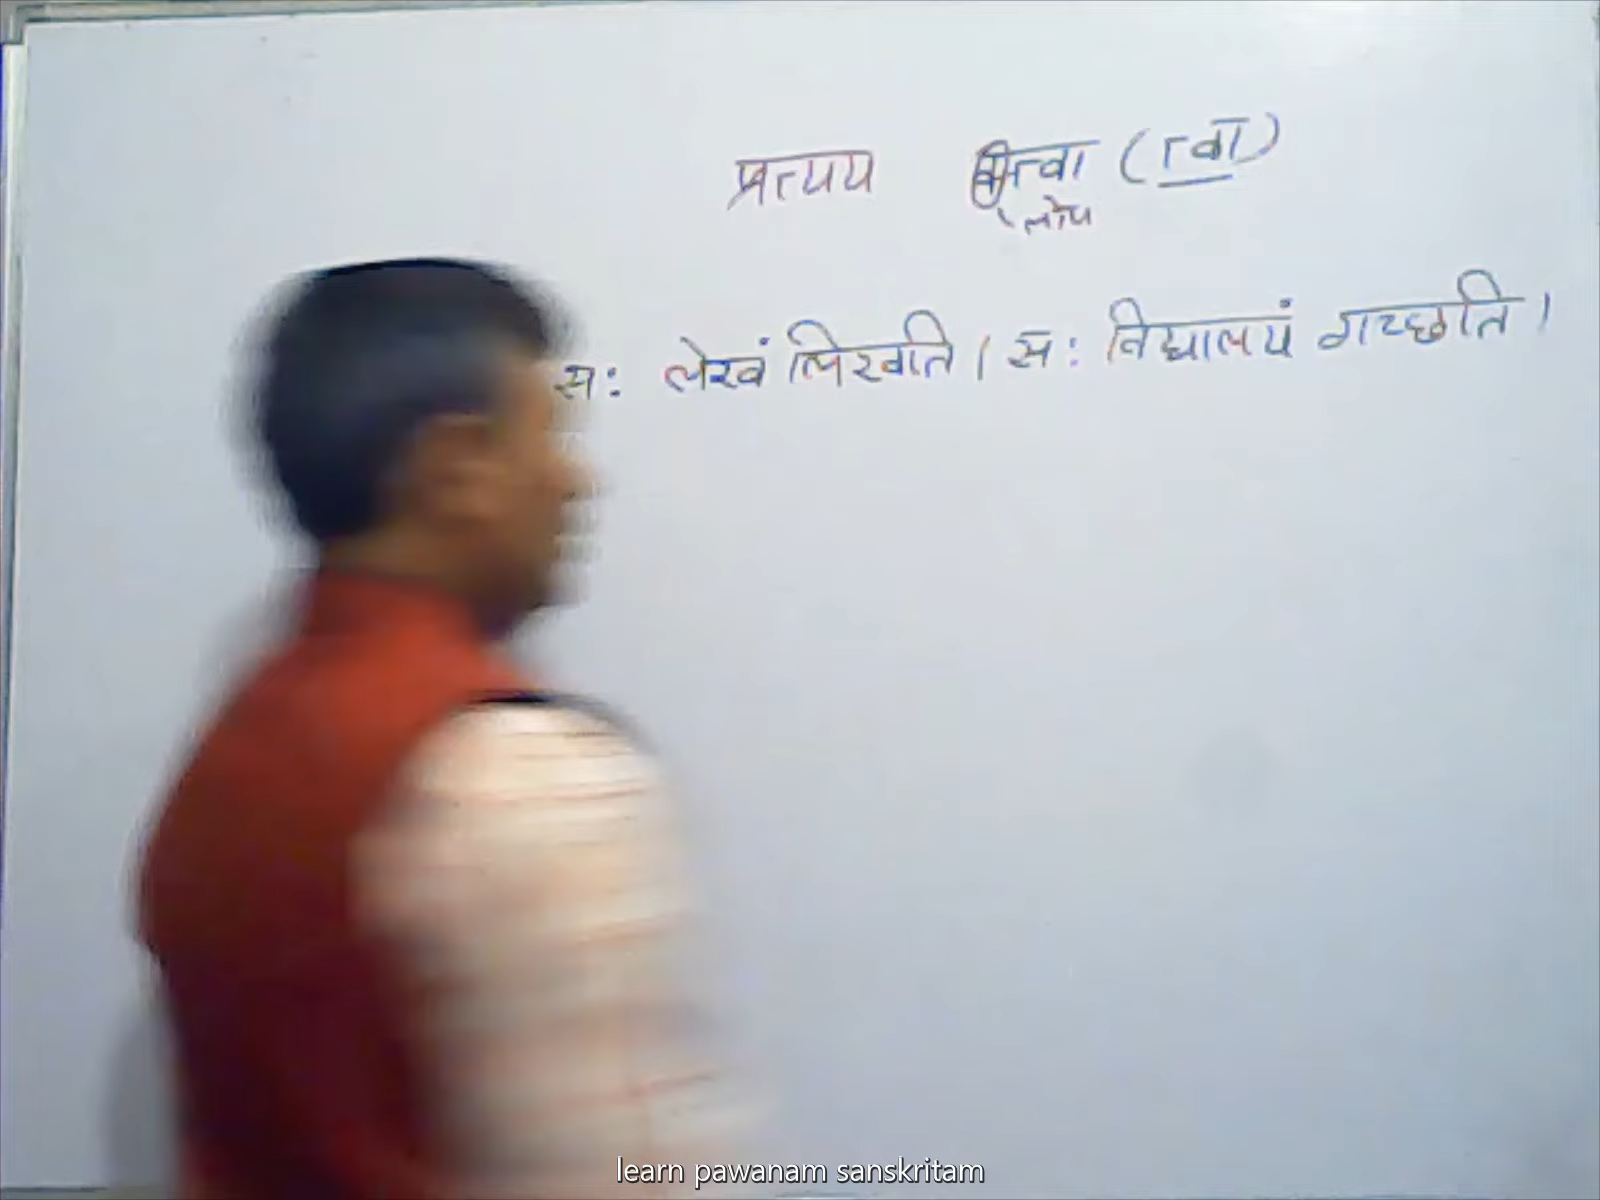 प्रत्यय क्त्वा (त्वा)
लोप
सः लेखं लिखति । सः विद्यालयं गच्छति ।
learn pawanam sanskritam